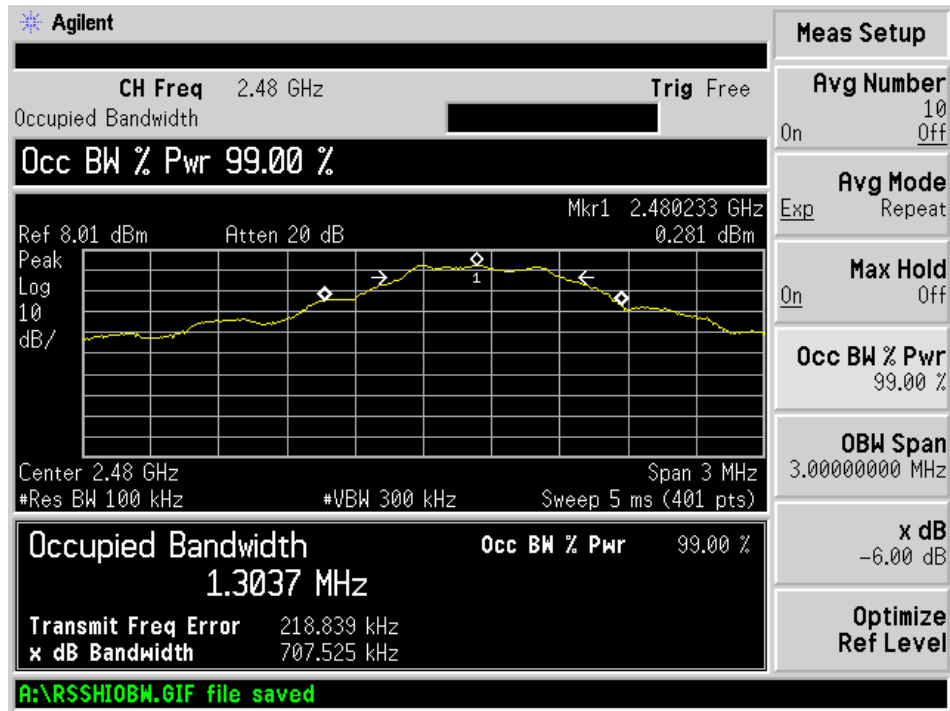 Agilent
Meas Setup
CH Freq 2.48 GHz Trig Free
Occupied Bandwidth
Occ BW % Pwr 99.00 %
Mkr1 2.480233 GHz
Ref 8.01 dBm Atten 20 dB 0.281 dBm
Peak
Log
10
dB/
1
Center 2.48 GHz Span 3 MHz
#Res BW 100 kHz #VBW 300 kHz Sweep 5 ms (401 pts)
Occupied Bandwidth Occ BW % Pwr 99.00 %
1.3037 MHz
Transmit Freq Error 218.839 kHz
x dB Bandwidth 707.525 kHz
A:\RSSHIOBW.GIF file saved
Avg Number
10
On Off
Avg Mode
Exp Repeat
Max Hold
On Off
Occ BW % Pwr
99.00 %
OBW Span
3.00000000 MHz
x dB
-6.00 dB
Optimize
Ref Level